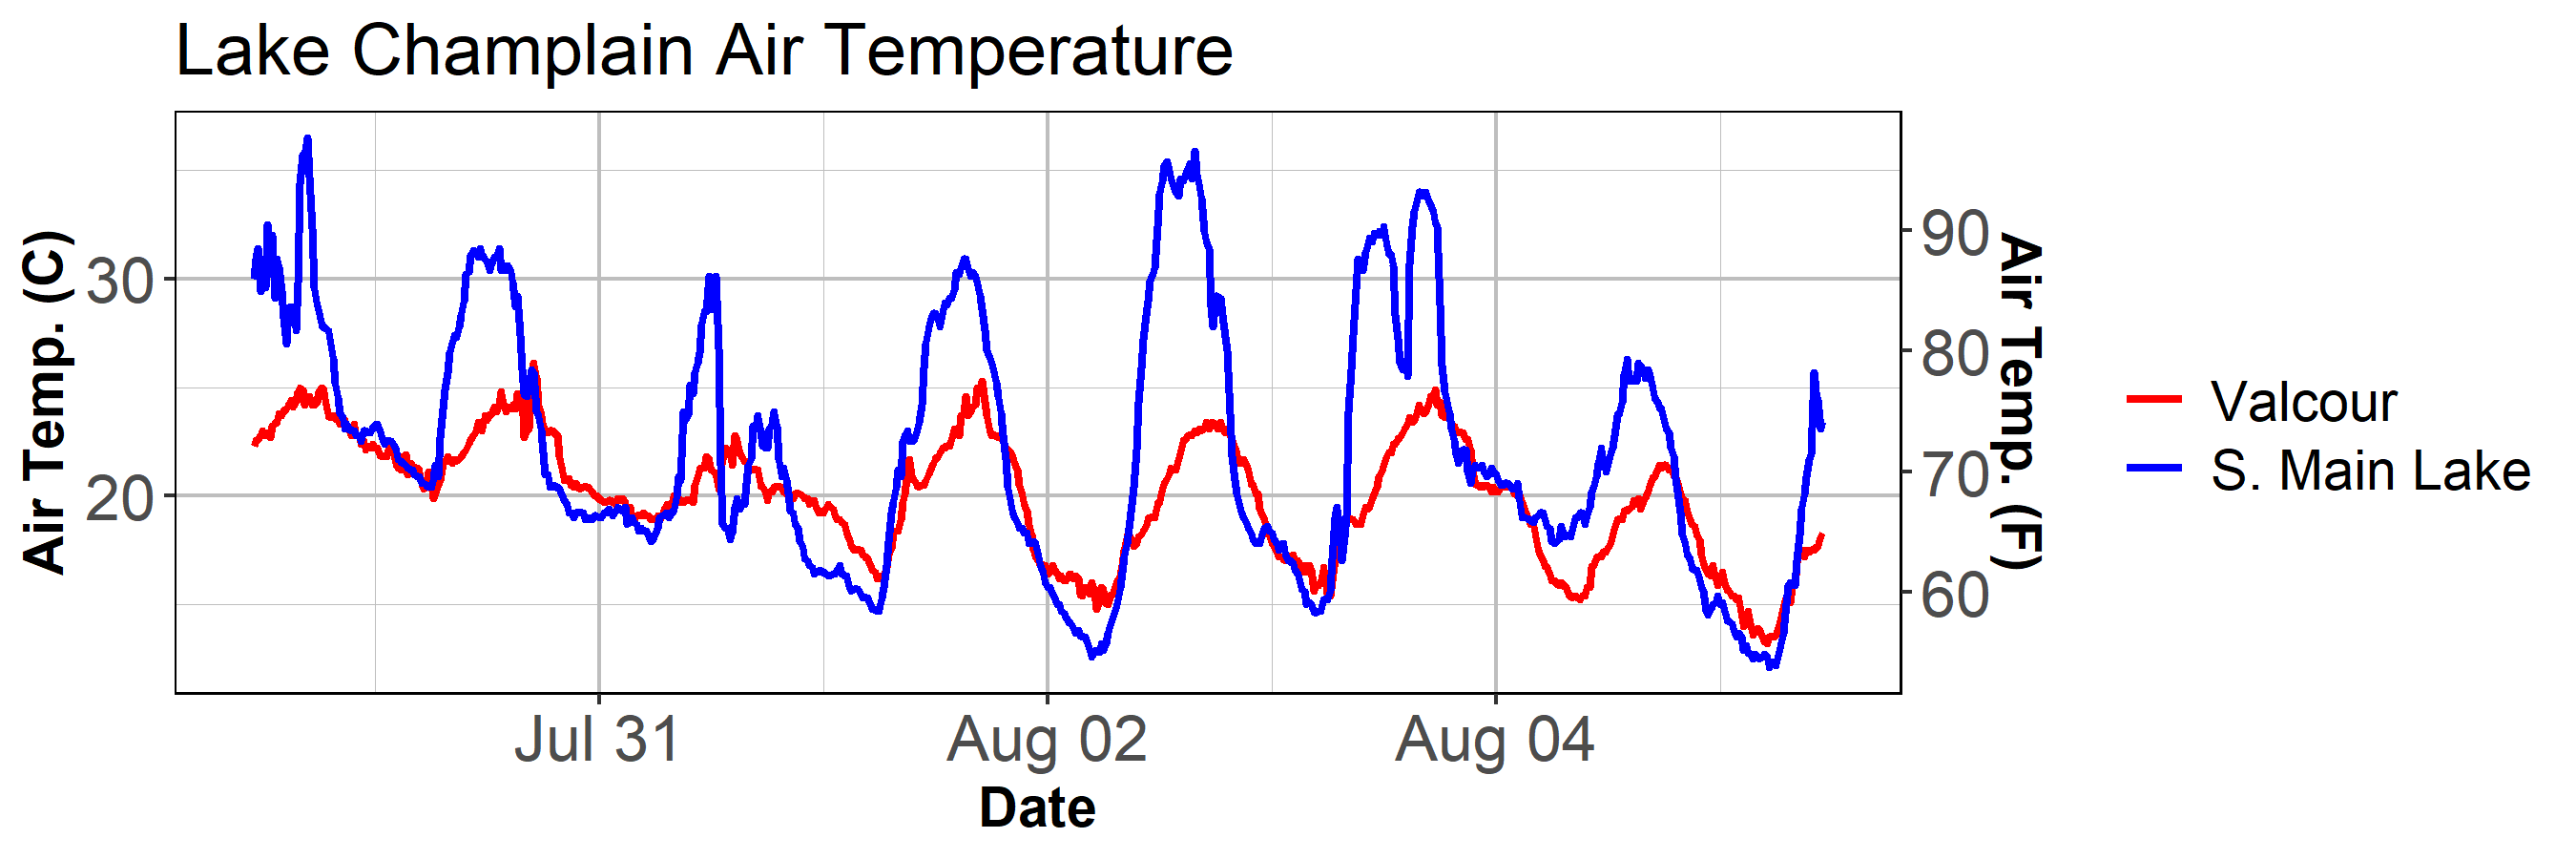 Lake Champlain Air Temperature
Air Temp. (C)
30
20
90
80
70
60
Air Temp. (F)
Jul 31
Aug 02
Aug 04
Date
Valcour
S. Main Lake